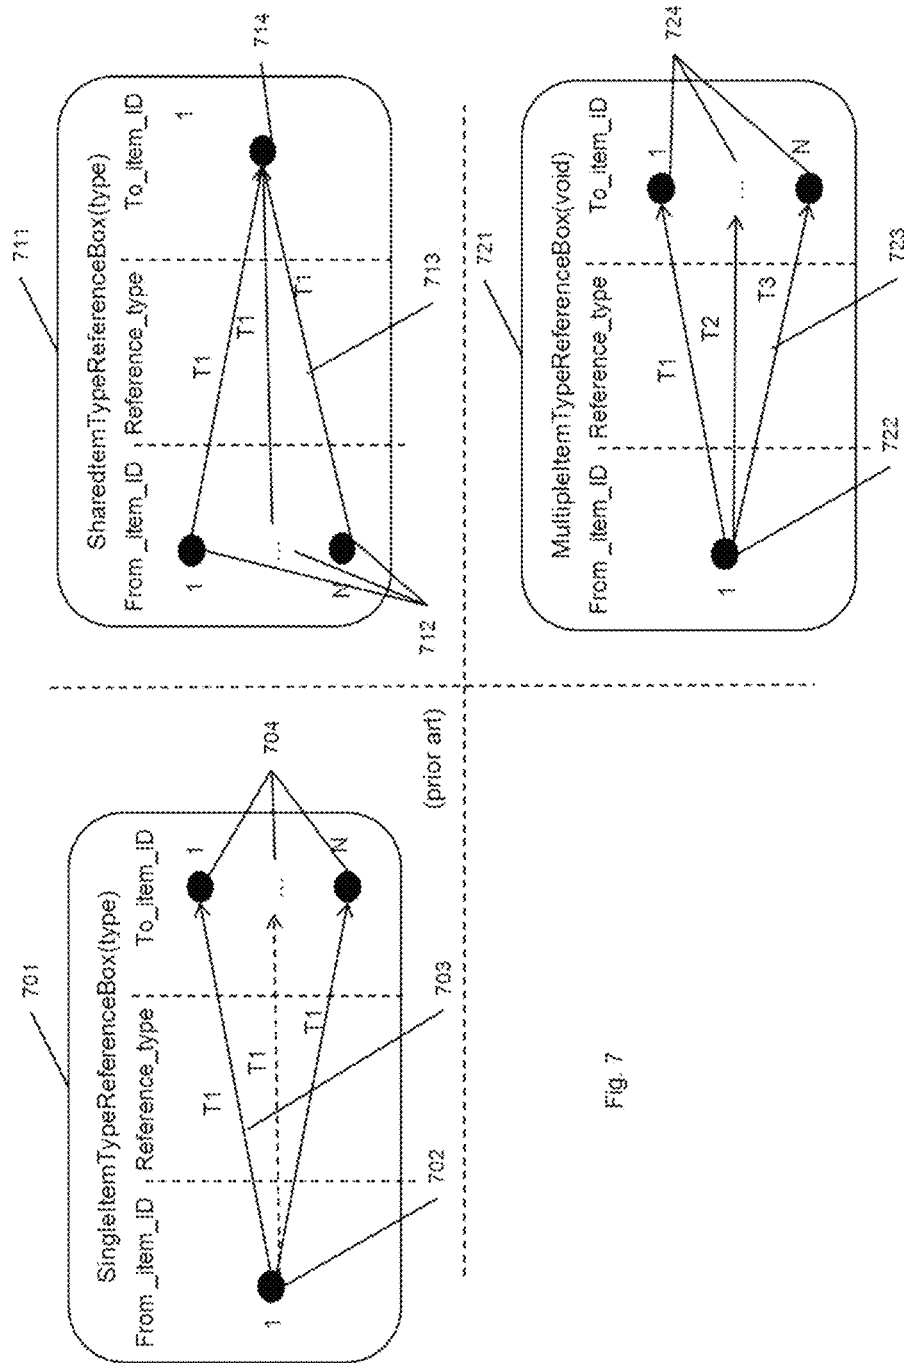 701
SingleItemTypeReferenceBox(type)
From_item_ID Reference_type To_item_ID
1
T1
T1
T1
1
...
N
702
703
704
(prior art)
711
SharedItemTypeReferenceBox(type)
From_item_ID Reference_type To_item_ID
1
...
N
T1
T1
T1
1
712
713
714
721
MultipleItemTypeReferenceBox(void)
From_item_ID Reference_type To_item_ID
1
T1
T2
T3
1
...
N
722
723
724
Fig. 7